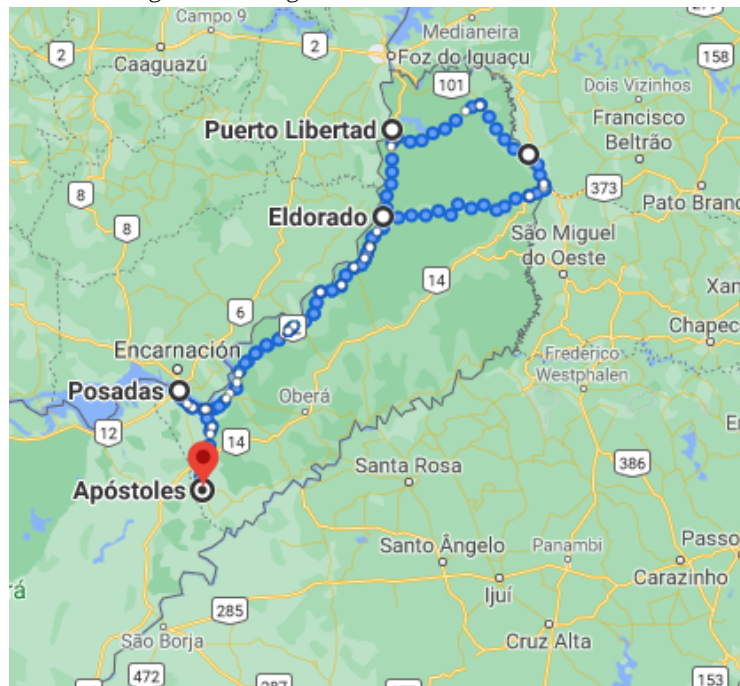 Campo 9
Medianeira
2
2
Caaguazú
Foz do Iguaçu
158
101
Dois Vizinhos
Puerto Libertad
Francisco
Beltrão
8
373
Pato Branc
Eldorado
8
São Miguel
do Oeste
14
Xan
6
Chapec
Encarnación
Frederico
Westphalen
Posadas
Oberá
12
14
386
Santa Rosa
Apóstoles
Santo Ângelo
Panambi
Passo
Carazinho
rá
Ijuí
285
São Borja
Cruz Alta
472
153